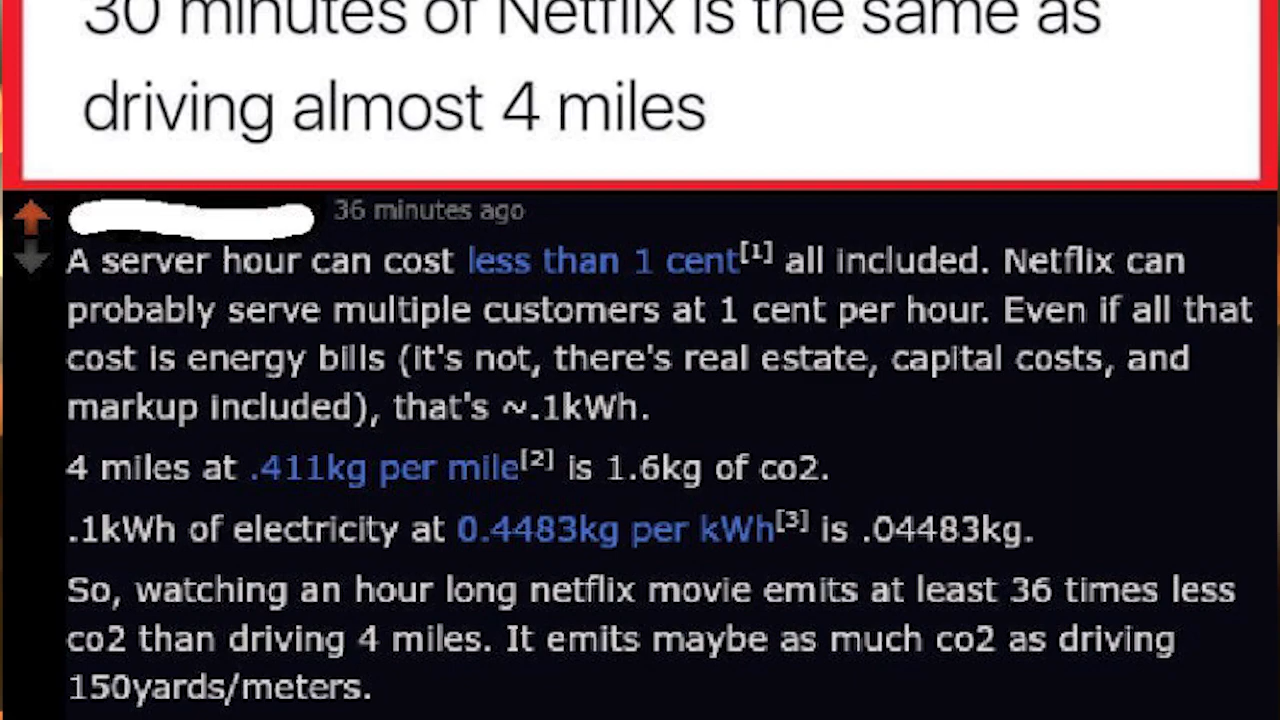 30 minutes of Netflix is the same as
driving almost 4 miles
36 minutes ago
A server hour can cost less than 1 cent[1] all included. Netflix can
probably serve multiple customers at 1 cent per hour. Even if all that
cost is energy bills (it's not, there's real estate, capital costs, and
markup included), that's ~.1kWh.
4 miles at .411kg per mile[2] is 1.6kg of co2.
.1kWh of electricity at 0.4483kg per kWh[3] is .04483kg.
So, watching an hour long netflix movie emits at least 36 times less
co2 than driving 4 miles. It emits maybe as much co2 as driving
150yards/meters.